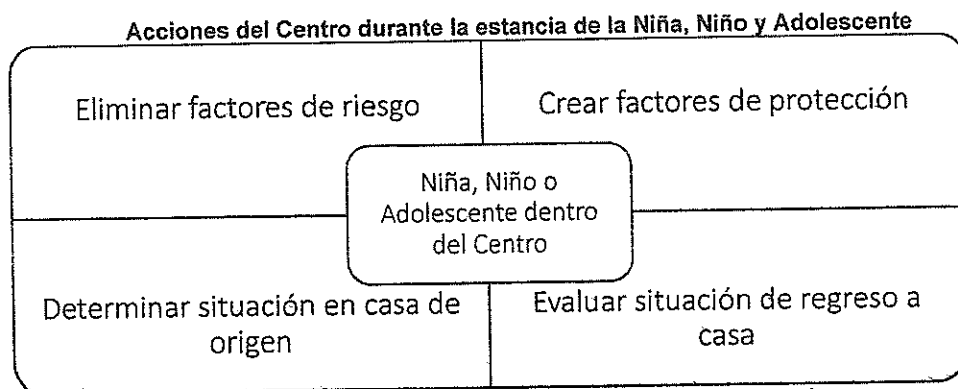 Acciones del Centro durante la estancia de la Niña, Niño y Adolescente
Eliminar factores de riesgo
Crear factores de protección
Niña, Niño o
Adolescente dentro
del Centro
Determinar situación en casa de
origen
Evaluar situación de regreso a
casa